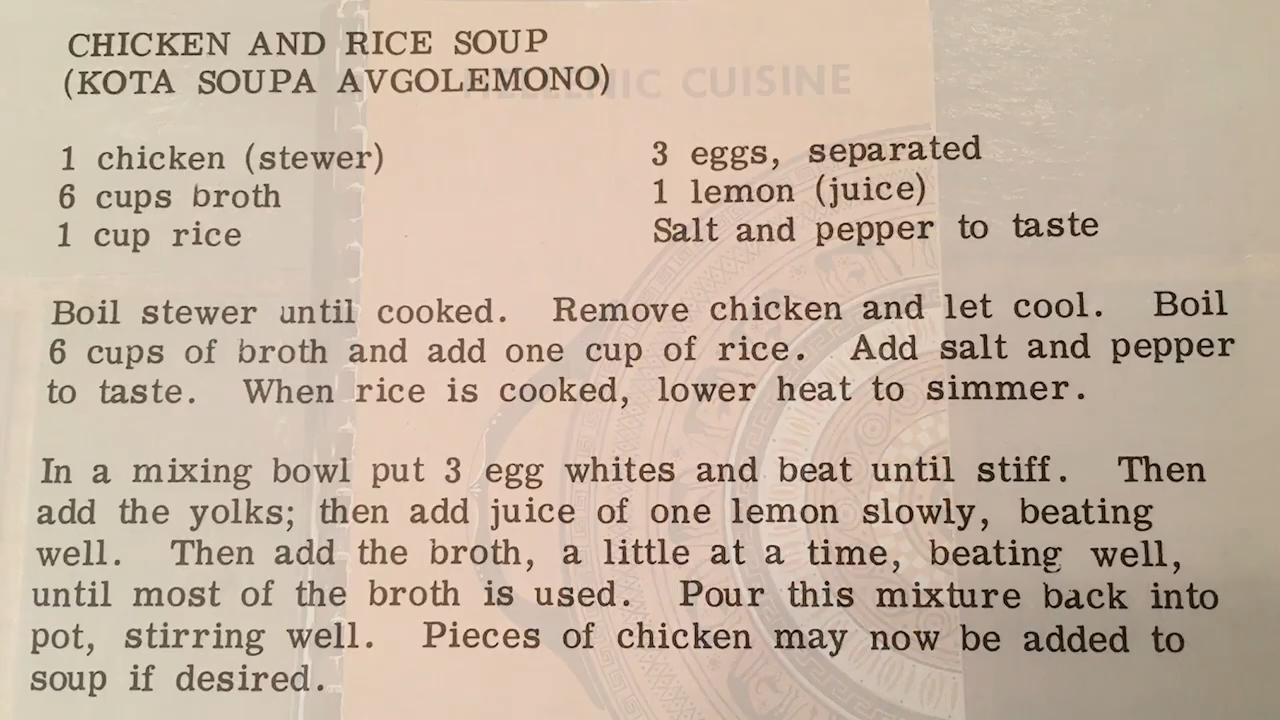 CHICKEN AND RICE SOUP
(KOTA SOUPA AVGOLEMONO)
HELLENIC CUISINE
1 chicken (stewer)
6 cups broth
1 cup rice
3 eggs, separated
1 lemon (juice)
Salt and pepper to taste
Boil stewer until cooked. Remove chicken and let cool. Boil
6 cups of broth and add one cup of rice. Add salt and pepper
to taste. When rice is cooked, lower heat to simmer.
In a mixing bowl put 3 egg whites and beat until stiff. Then
add the yolks; then add juice of one lemon slowly, beating
well. Then add the broth, a little at a time, beating well,
until most of the broth is used. Pour this mixture back into
pot, stirring well. Pieces of chicken may now be added to
soup if desired.